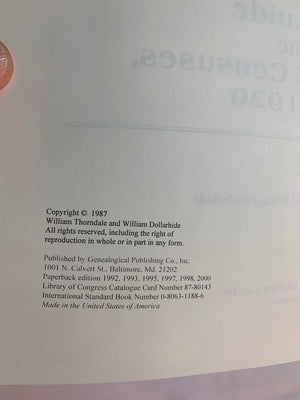 Copyright © 1987
William Thorndale and William Dollarhide
All rights reserved, including the right of
reproduction in whole or in part in any form.
Published by Genealogical Publishing Co., Inc.
1001 N. Calvert St., Baltimore, Md. 21202
Paperback edition 1992, 1993, 1995, 1997, 1998, 2000
Library of Congress Catalogue Card Number 87-80143
International Standard Book Number 0-8063-1188-6
Made in the United States of America